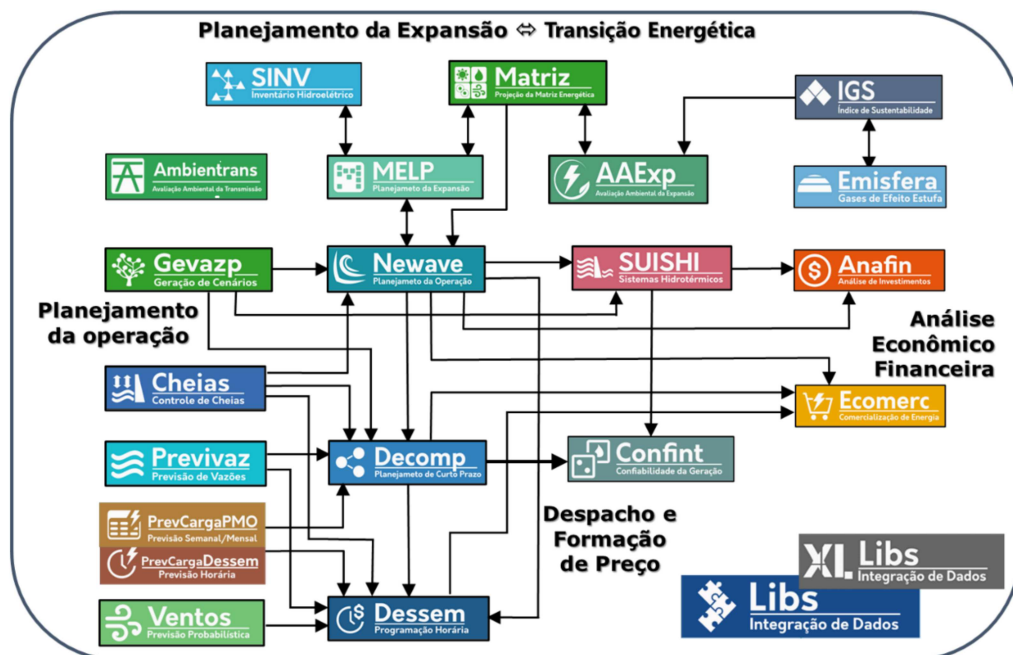 Planejamento da Expansão ⇔ Transição Energética
SINV
Inventário Hidroelétrico
Matriz
Projeção da Matriz Energética
IGS
Índice de Sustentabilidade
Ambientrans
Avaliação Ambiental da Transmissão
MELP
Planejameto da Expansão
AAExp
Avaliação Ambiental da Expansão
Emisfera
Gases de Efeito Estufa
Gevazp
Geração de Cenários
Newave
Planejameto da Operação
SUISHI
Sistemas Hidrotérmicos
Anafin
Análise de Investimentos
Planejamento
da operação
Análise
Econômico
Financeira
Cheias
Controle de Cheias
Ecomerc
Comercialização de Energia
Previvaz
Previsão de Vazões
Decomp
Planejameto de Curto Prazo
Confint
Confiabilidade da Geração
PrevCargaPMO
Previsão Semanal/Mensal
PrevCargaDessem
Previsão Horária
Despacho e
Formação
de Preço
XL Libs
Integração de Dados
Ventos
Previsão Probabilística
Dessem
Programação Horária
Libs
Integração de Dados